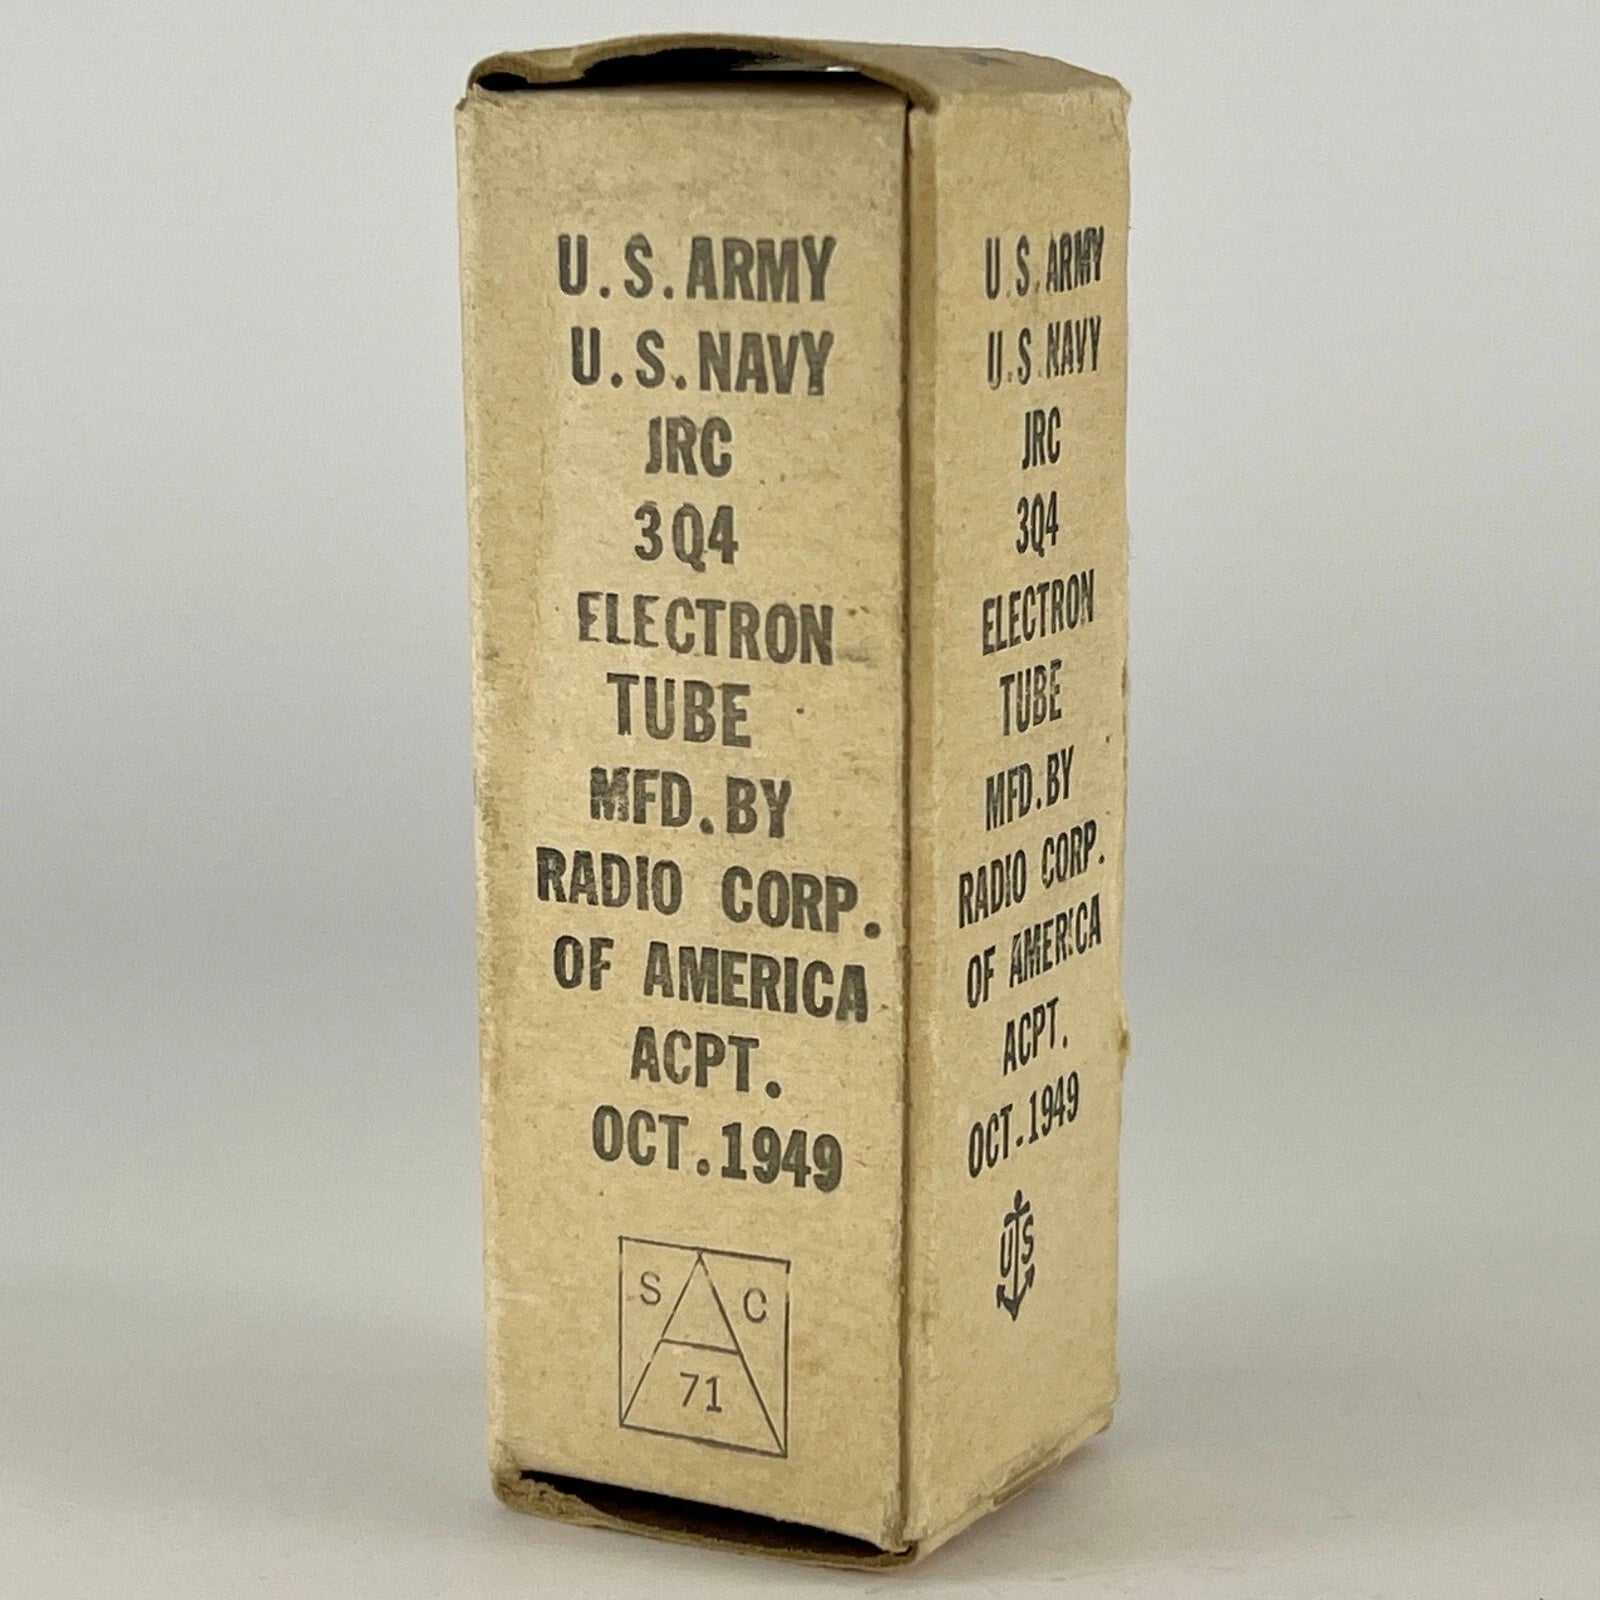 U.S.ARMY
U.S.NAVY
JRC
3Q4
ELECTRON
TUBE
MFD.BY
RADIO CORP.
OF AMERICA
ACPT.
OCT.1949
S C
71
U.S.ARMY
U.S.NAVY
JRC
3Q4
ELECTRON
TUBE
MFD.BY
RADIO CORP.
OF AMERICA
ACPT.
OCT.1949
US